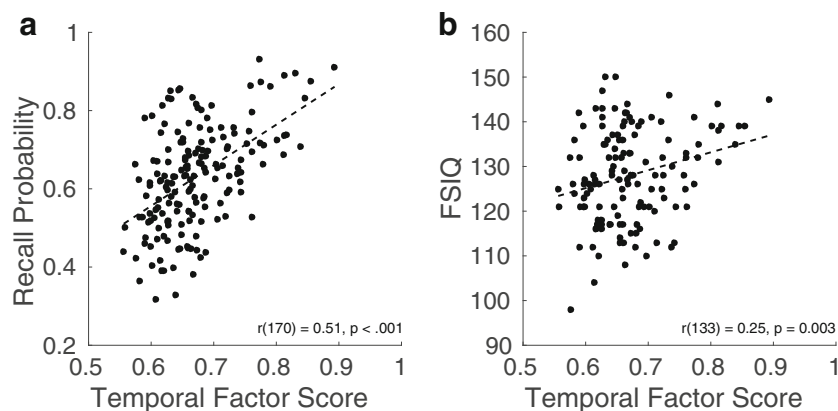 a
1
0.8
0.6
0.4
0.2
Recall Probability
0.5 0.6 0.7 0.8 0.9 1
Temporal Factor Score
r(170) = 0.51, p < .001
b
160
150
140
130
120
110
100
90
FSIQ
0.5 0.6 0.7 0.8 0.9 1
Temporal Factor Score
r(133) = 0.25, p = 0.003